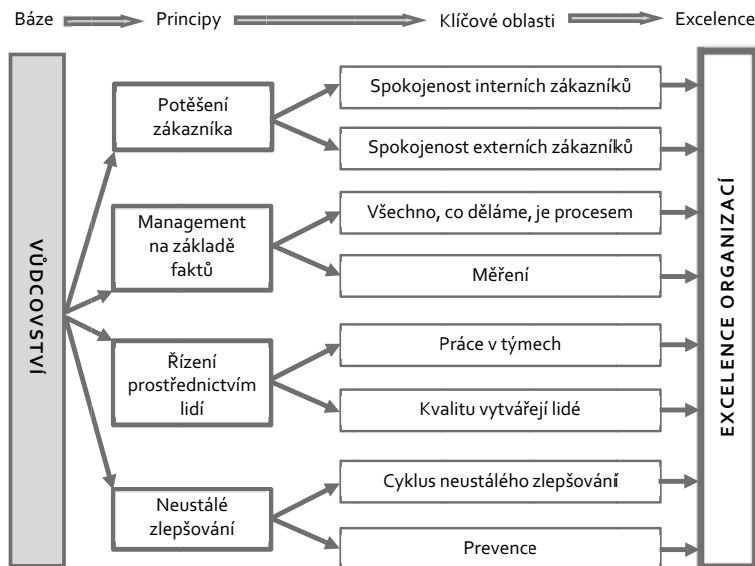 Báze
Principy
Klíčové oblasti
Excelence
VŮDCOVSTVÍ
Potěšení
zákazníka
Spokojenost interních zákazníků
Spokojenost externích zákazníků
Management
na základě
faktů
Všechno, co děláme, je procesem
Měření
Řízení
prostřednictvím
lidí
Práce v týmech
Kvalitu vytvářejí lidé
Neustálé
zlepšování
Cyklus neustálého zlepšování
Prevence
EXCELENCE ORGANIZACÍ